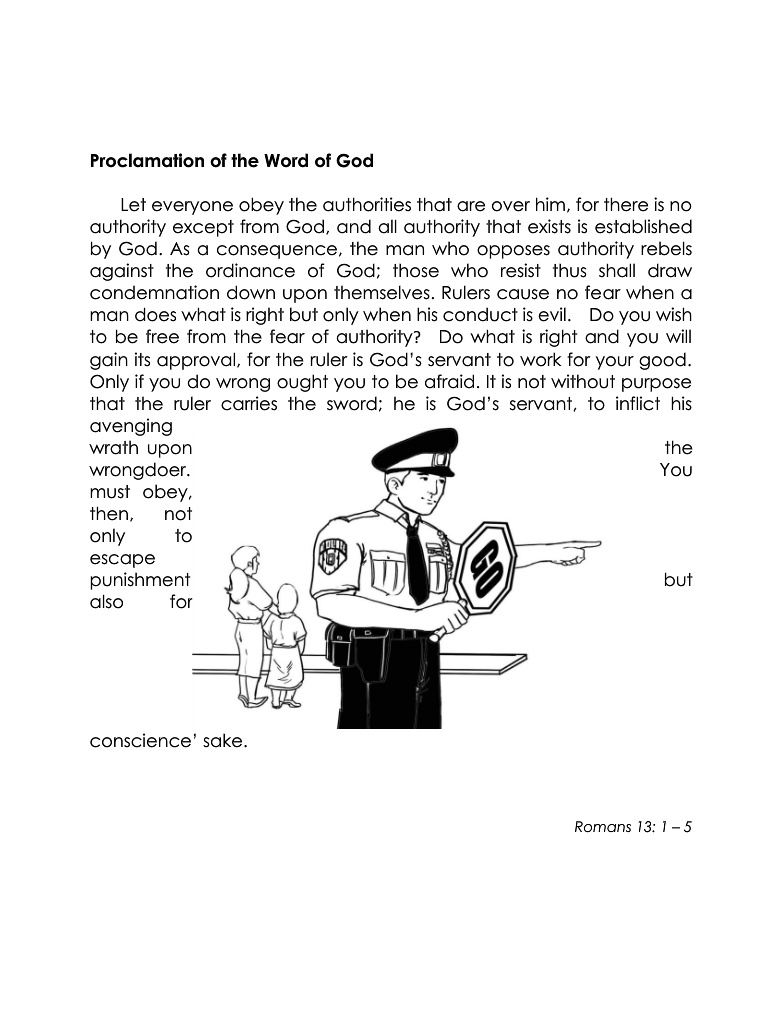 Proclamation of the Word of God
Let everyone obey the authorities that are over him, for there is no
authority except from God, and all authority that exists is established
by God. As a consequence, the man who opposes authority rebels
against the ordinance of God; those who resist thus shall draw
condemnation down upon themselves. Rulers cause no fear when a
man does what is right but only when his conduct is evil. Do you wish
to be free from the fear of authority? Do what is right and you will
gain its approval, for the ruler is God's servant to work for your good.
Only if you do wrong ought you to be afraid. It is not without purpose
that the ruler carries the sword; he is God's servant, to inflict his
avenging
wrath upon the
wrongdoer. You
must obey,
then, not
only to
escape
punishment but
also for
POLICE
GO
conscience' sake.
Romans 13: 1 – 5